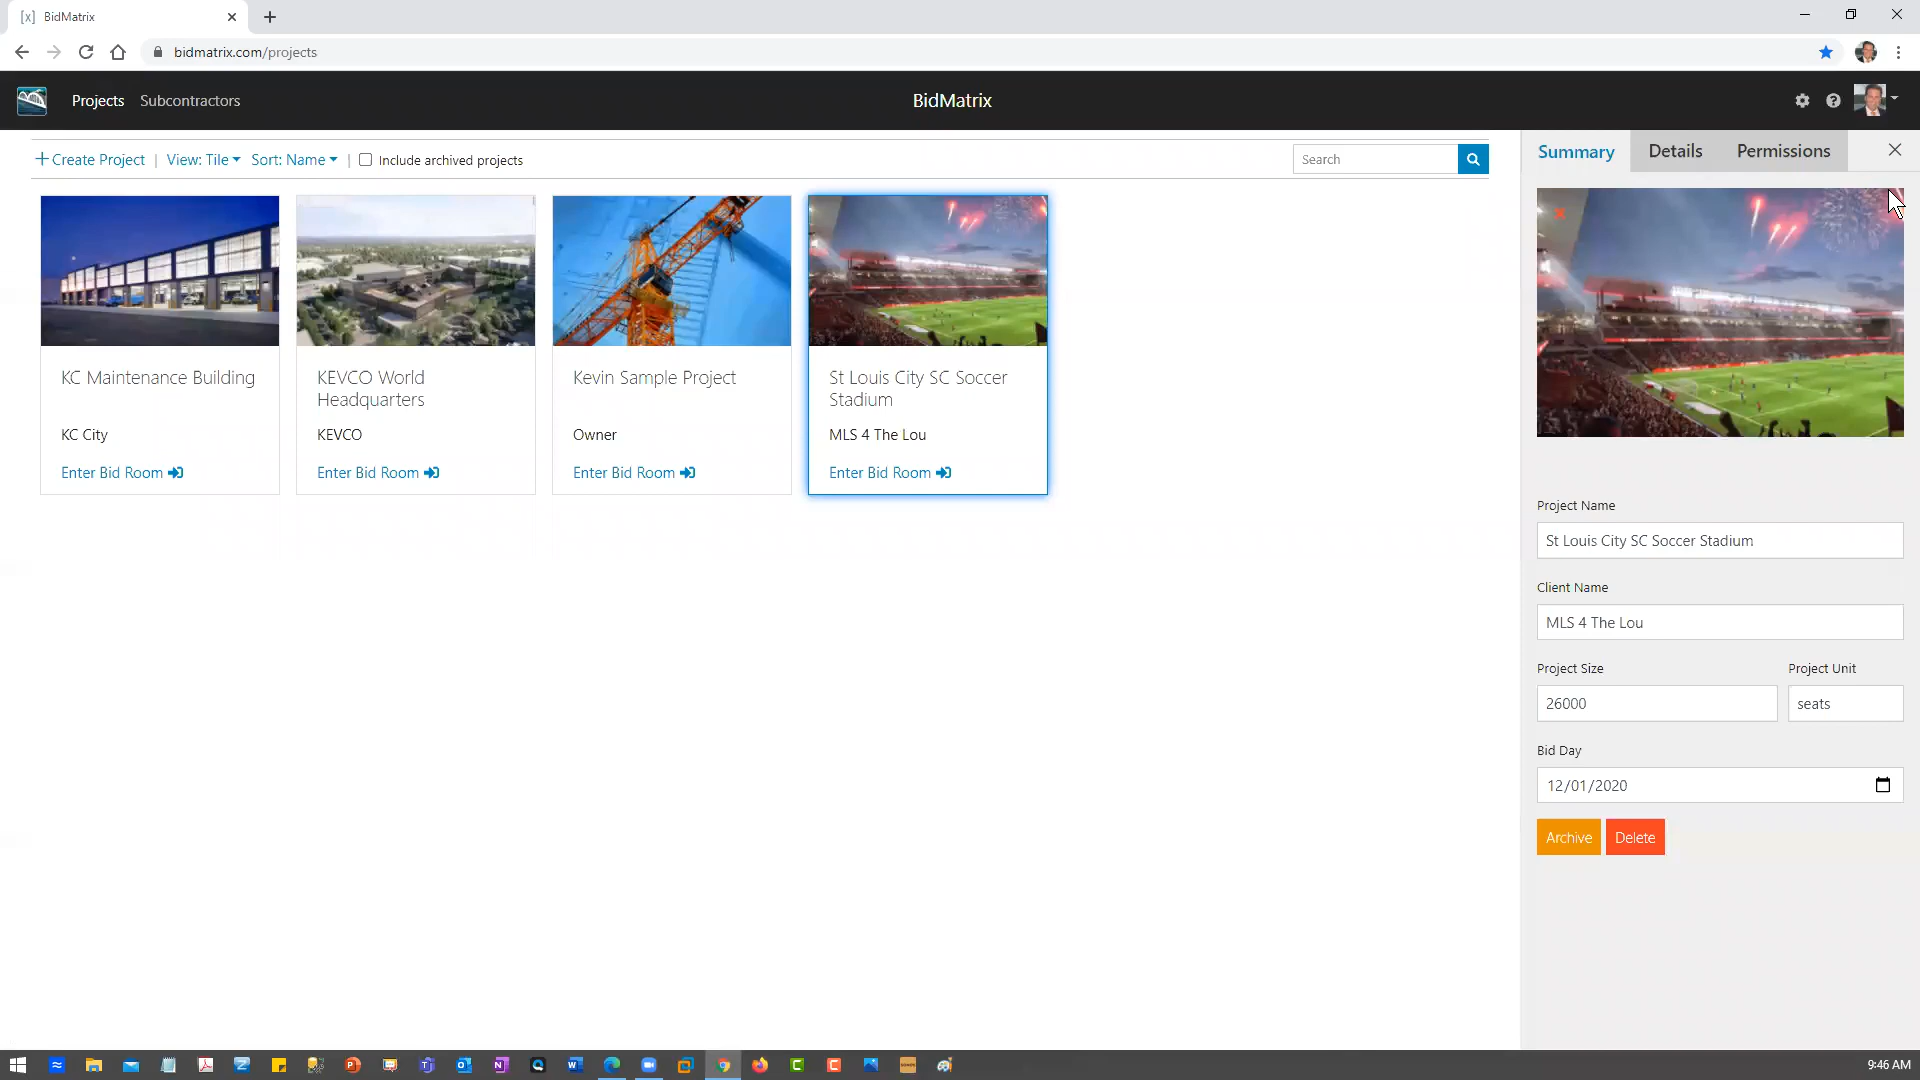 [x] BidMatrix
bidmatrix.com/projects
Projects Subcontractors BidMatrix
Create Project | View: Tile Sort: Name | Include archived projects Search
KC Maintenance Building
KC City
Enter Bid Room
KEVCO World
Headquarters
KEVCO
Enter Bid Room
Kevin Sample Project
Owner
Enter Bid Room
St Louis City SC Soccer
Stadium
MLS 4 The Lou
Enter Bid Room
Summary Details Permissions
Project Name
St Louis City SC Soccer Stadium
Client Name
MLS 4 The Lou
Project Size Project Unit
26000 seats
Bid Day
12/01/2020
Archive Delete
9:46 AM